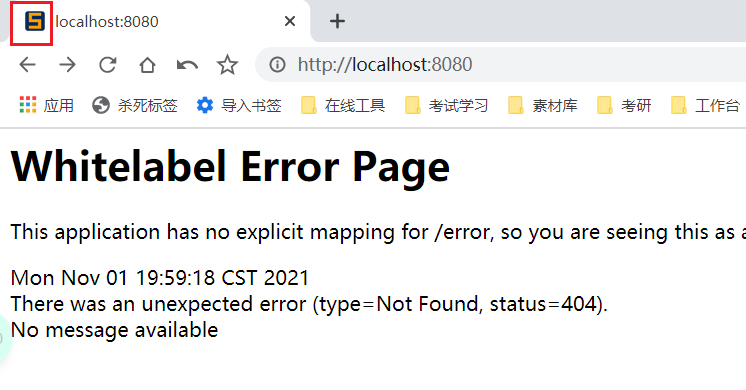 localhost:8080
http://localhost:8080
应用 杀死标签 导入书签 在线工具 考试学习 素材库 考研 工作台
Whitelabel Error Page
This application has no explicit mapping for /error, so you are seeing this as a
Mon Nov 01 19:59:18 CST 2021
There was an unexpected error (type=Not Found, status=404).
No message available